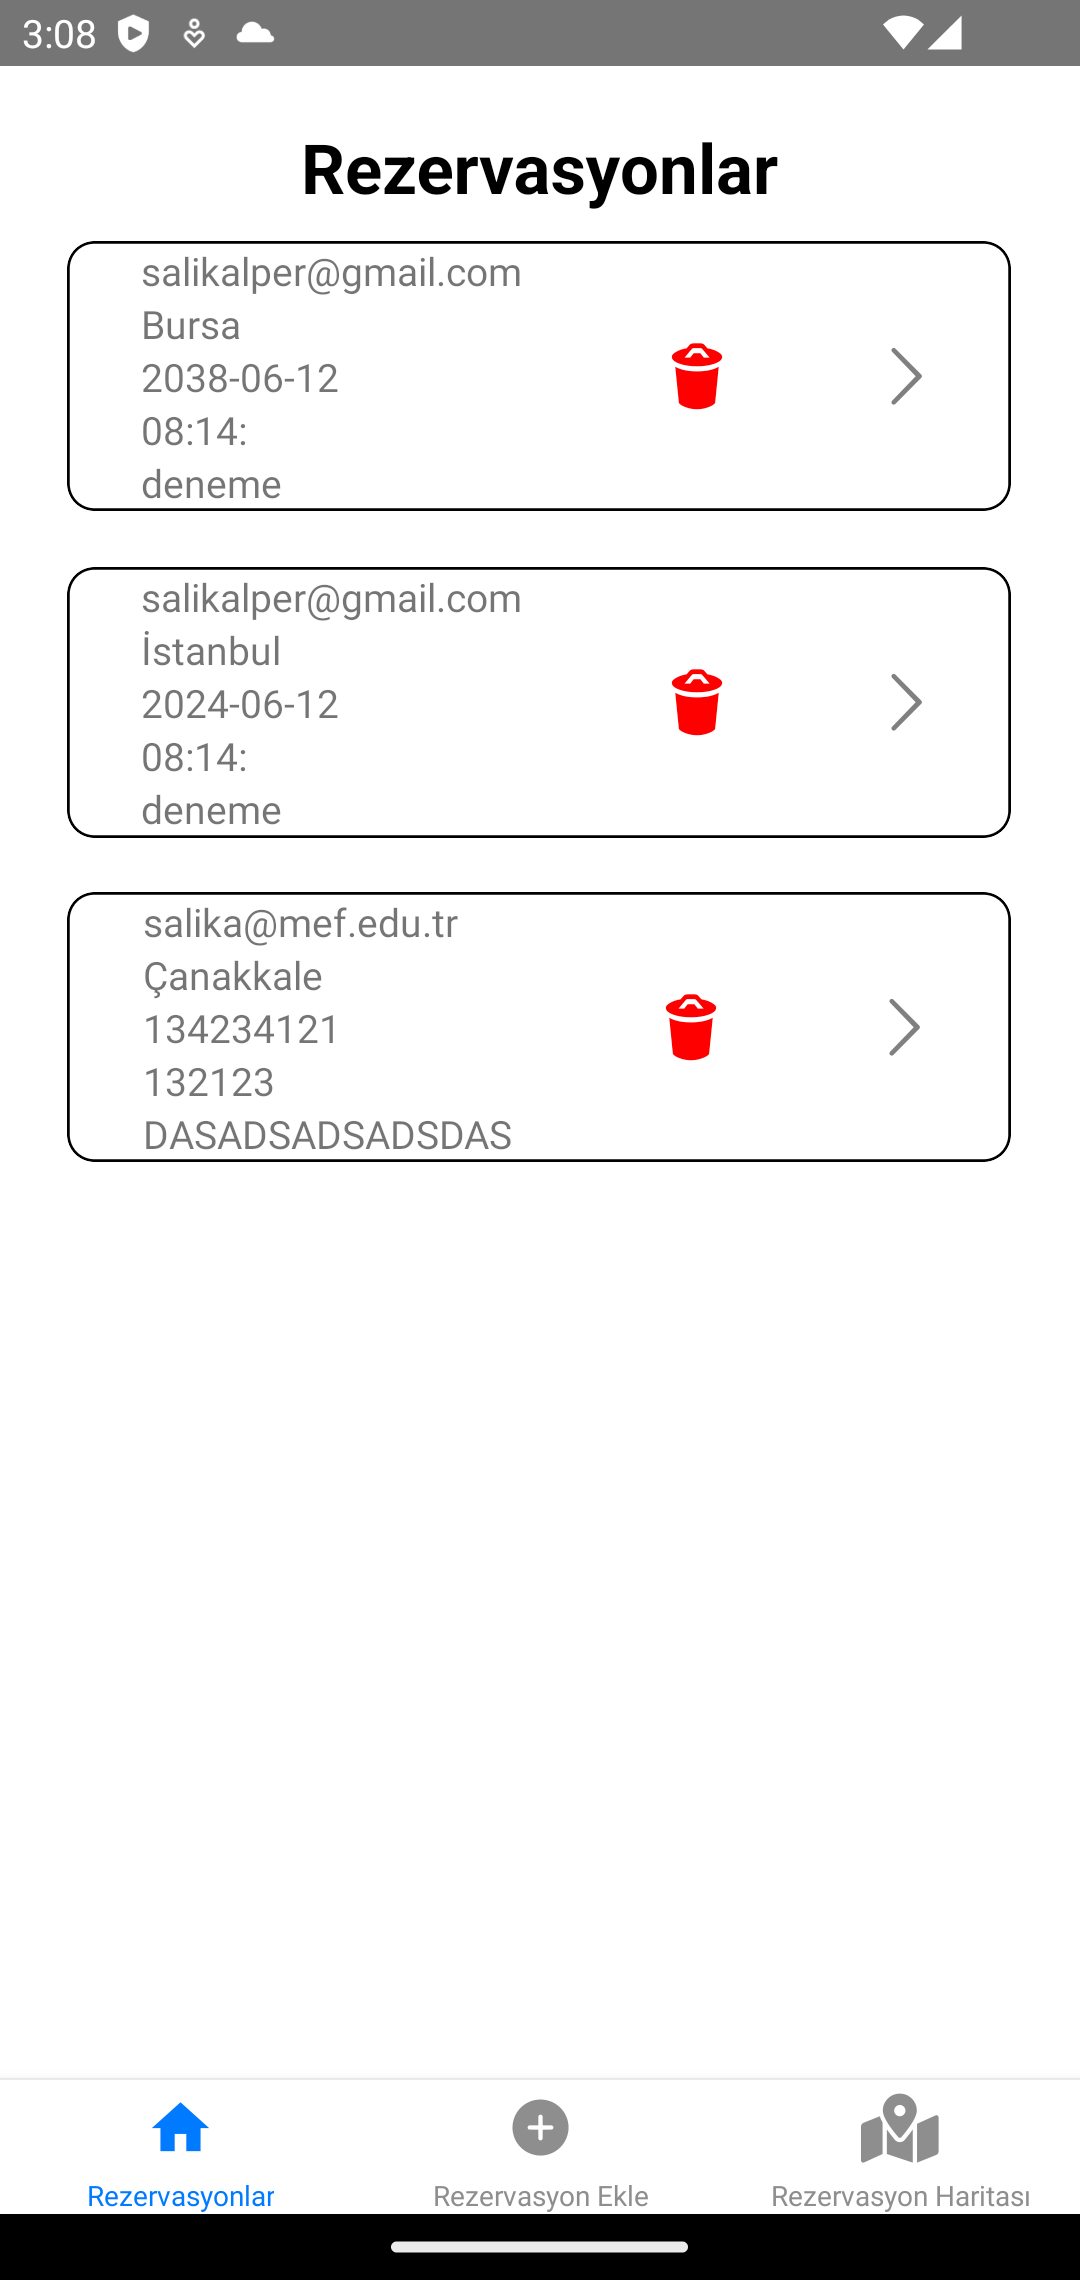 3:08
Rezervasyonlar
salikalper@gmail.com
Bursa
2038-06-12
08:14:
deneme
salikalper@gmail.com
İstanbul
2024-06-12
08:14:
deneme
salika@mef.edu.tr
Çanakkale
134234121
132123
DASADSADSADSDAS
Rezervasyonlar
Rezervasyon Ekle
Rezervasyon Haritası